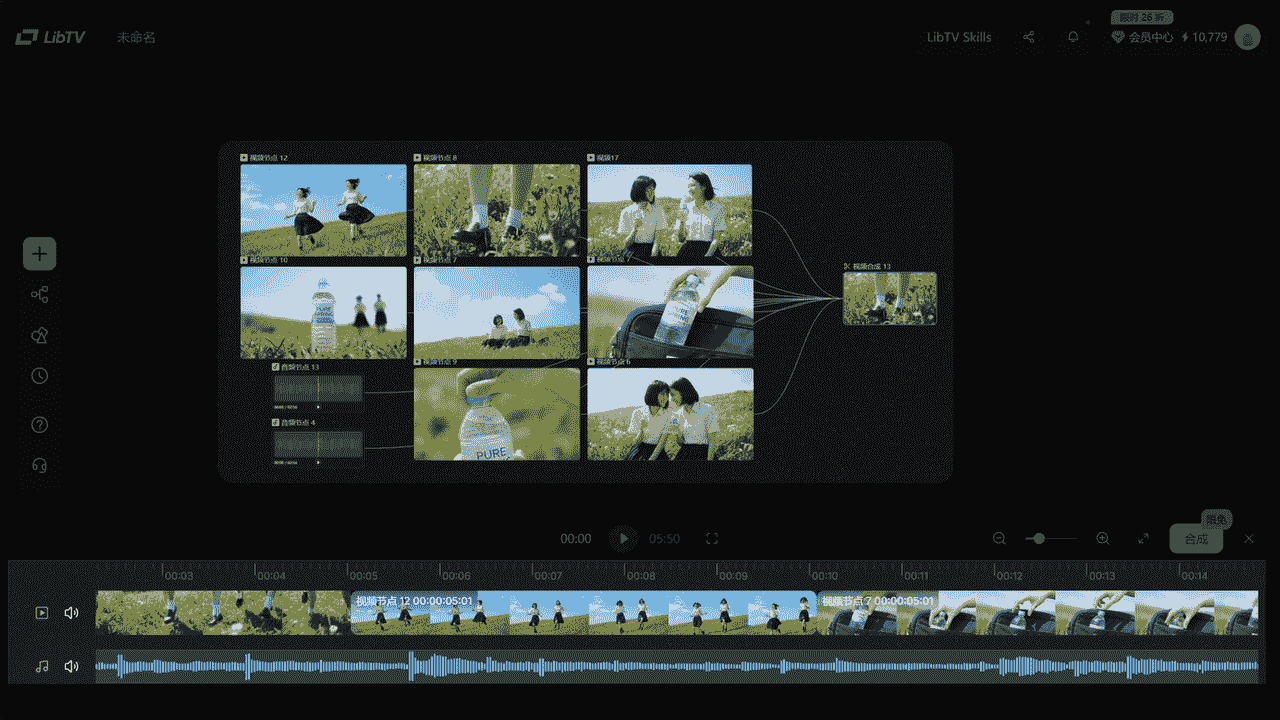 LibTV
未命名
LibTV Skills
限时 26 折
会员中心
10,779
视频节点 12
视频节点 8
视频17
视频节点 10
视频节点 7
视频节点 7
视频合成 13
视频节点 9
视频节点 6
音频节点 13
音频节点 4
PURE
PURE
00:00
05:50
限免
合成
00:03
00:04
00:05
00:06
00:07
00:08
00:09
00:10
00:11
00:12
00:13
00:14
视频节点 12 00:00:05:01
视频节点 7 00:00:05:01